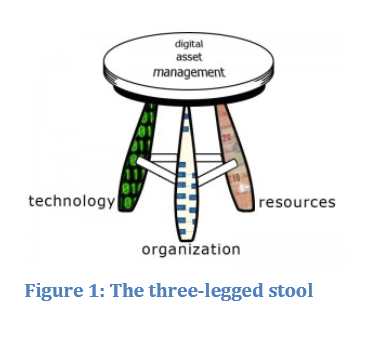 digital
asset
management
technology
resources
organization
Figure 1: The three-legged stool